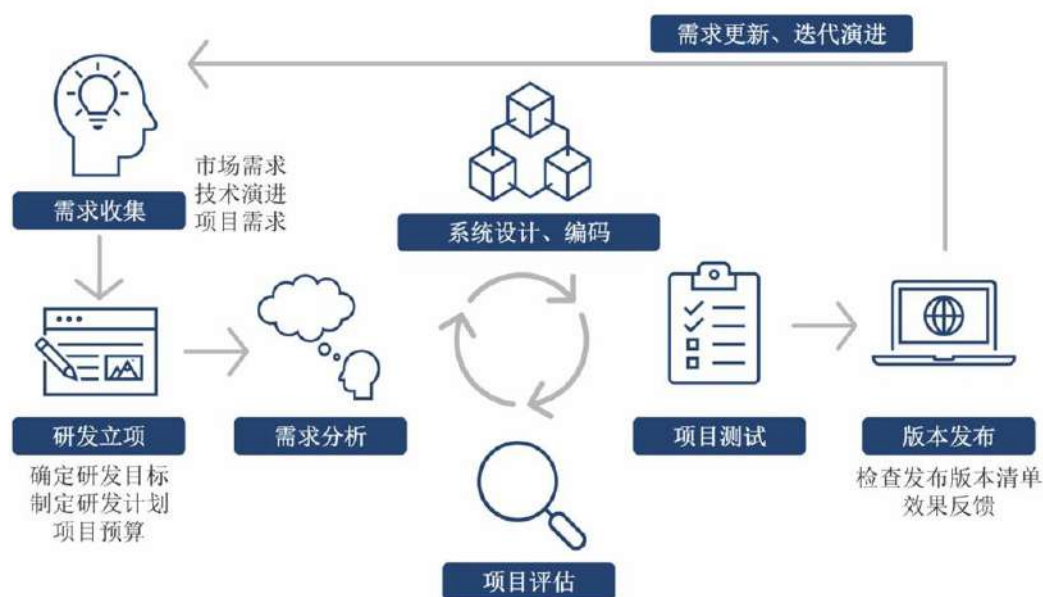 需求更新、迭代演进
需求收集
市场需求
技术演进
项目需求
系统设计、编码
研发立项
确定研发目标
制定研发计划
项目预算
需求分析
项目测试
版本发布
检查发布版本清单
效果反馈
项目评估